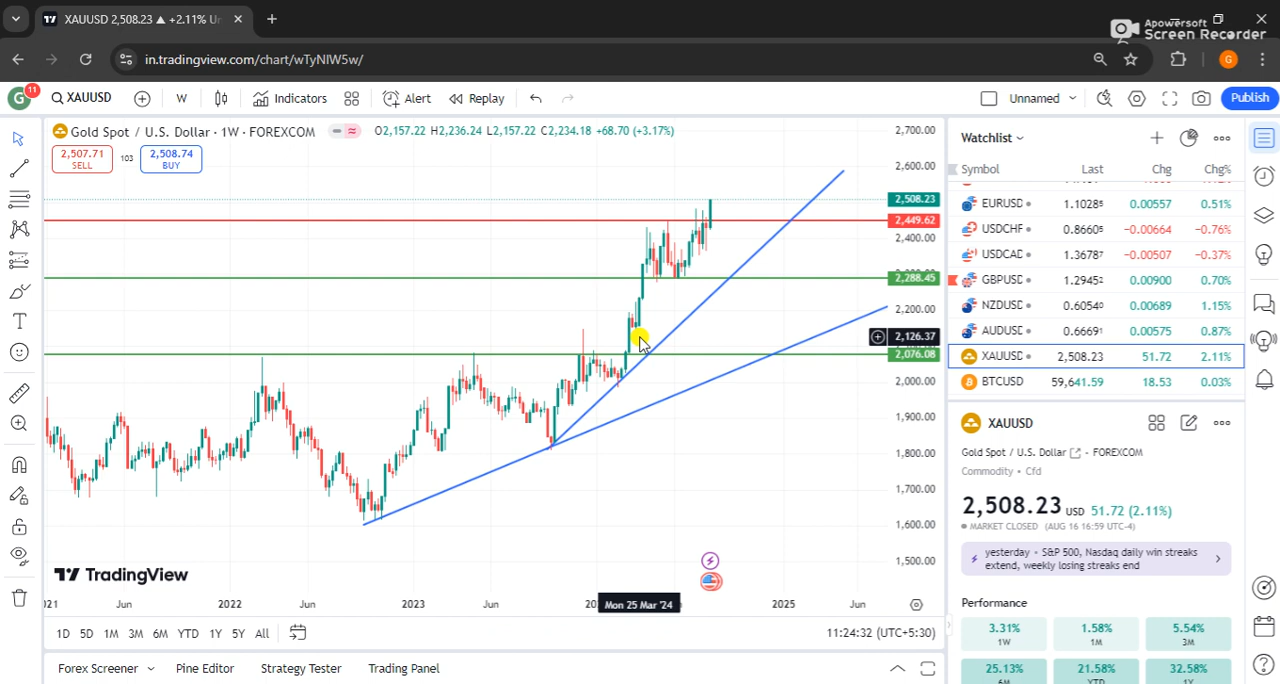 XAUUSD 2,508.23 ▲ +2.11% Un
Apowersoft
Screen Recorder
in.tradingview.com/chart/wTyNIW5w/
G
G
11
XAUUSD
W
Indicators
Alert
Replay
Unnamed
Publish
Gold Spot / U.S. Dollar · 1W · FOREXCOM
O2,157.22 H2,236.24 L2,157.22 C2,234.18 +68.70 (+3.17%)
2,507.71
SELL
103
2,508.74
BUY
2,700.00
2,600.00
2,508.23
2,449.62
2,400.00
2,288.45
2,200.00
2,126.37
2,076.08
2,000.00
1,900.00
1,800.00
1,700.00
1,600.00
1,500.00
TradingView
Jun
2022
Jun
2023
Jun
Mon 25 Mar '24
2025
Jun
1D 5D 1M 3M 6M YTD 1Y 5Y All
11:24:32 (UTC+5:30)
Forex Screener
Pine Editor
Strategy Tester
Trading Panel
Watchlist
Symbol Last Chg Chg%
EURUSD 1.10285 0.00557 0.51%
USDCHF 0.86605 −0.00664 −0.76%
USDCAD 1.36787 −0.00507 −0.37%
GBPUSD 1.29452 0.00900 0.70%
NZDUSD 0.60540 0.00689 1.15%
AUDUSD 0.66691 0.00575 0.87%
XAUUSD 2,508.23 51.72 2.11%
BTCUSD 59,641.59 18.53 0.03%
XAUUSD
Gold Spot / U.S. Dollar · FOREXCOM
Commodity • Cfd
2,508.23 USD 51.72 (2.11%)
MARKET CLOSED (AUG 16 16:59 UTC-4)
yesterday • S&P 500, Nasdaq daily win streaks
extend, weekly losing streaks end
Performance
3.31%
1W
1.58%
1M
5.54%
3M
25.13%
6M
21.58%
YTD
32.58%
1Y